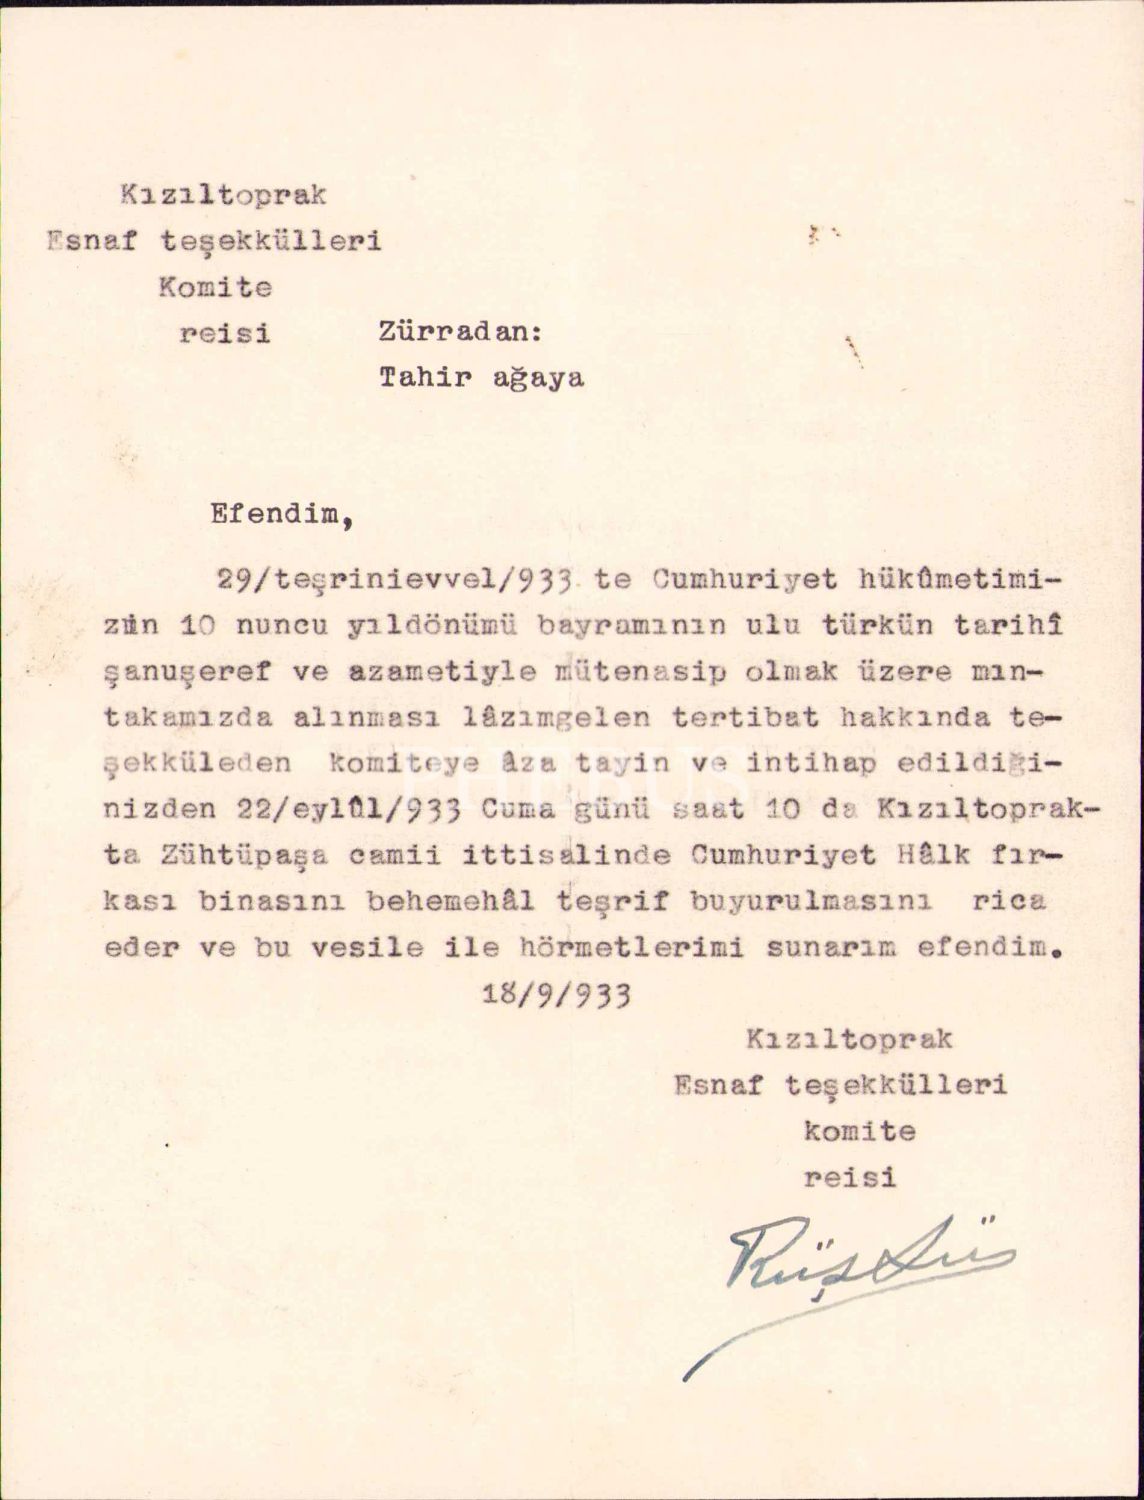 Kızıltoprak
Esnaf teşekkülleri
Komite
reisi
Zürradan:
Tahir ağaya
Efendim,
29/teşrinievvel/933 te Cumhuriyet hükûmetimi-
zün 10 nuncu yıldönümü bayramının ulu türkün tarihî
şanuşeref ve azametiyle mütenasip olmak üzere mın-
takamızda alınması lâzımgelen tertibat hakkında te-
şekküleden komiteye âza tayin ve intihap edildiği-
nizden 22/eylûl/933 Cuma günü saat 10 da Kızıltoprak-
ta Zühtüpaşa camii ittisalinde Cumhuriyet Hâlk fır-
kası binasını behemehâl teşrif buyurulmasını rica
eder ve bu vesile ile hörmetlerimi sunarım efendim.
18/9/933
Kızıltoprak
Esnaf teşekkülleri
komite
reisi
Rüştü